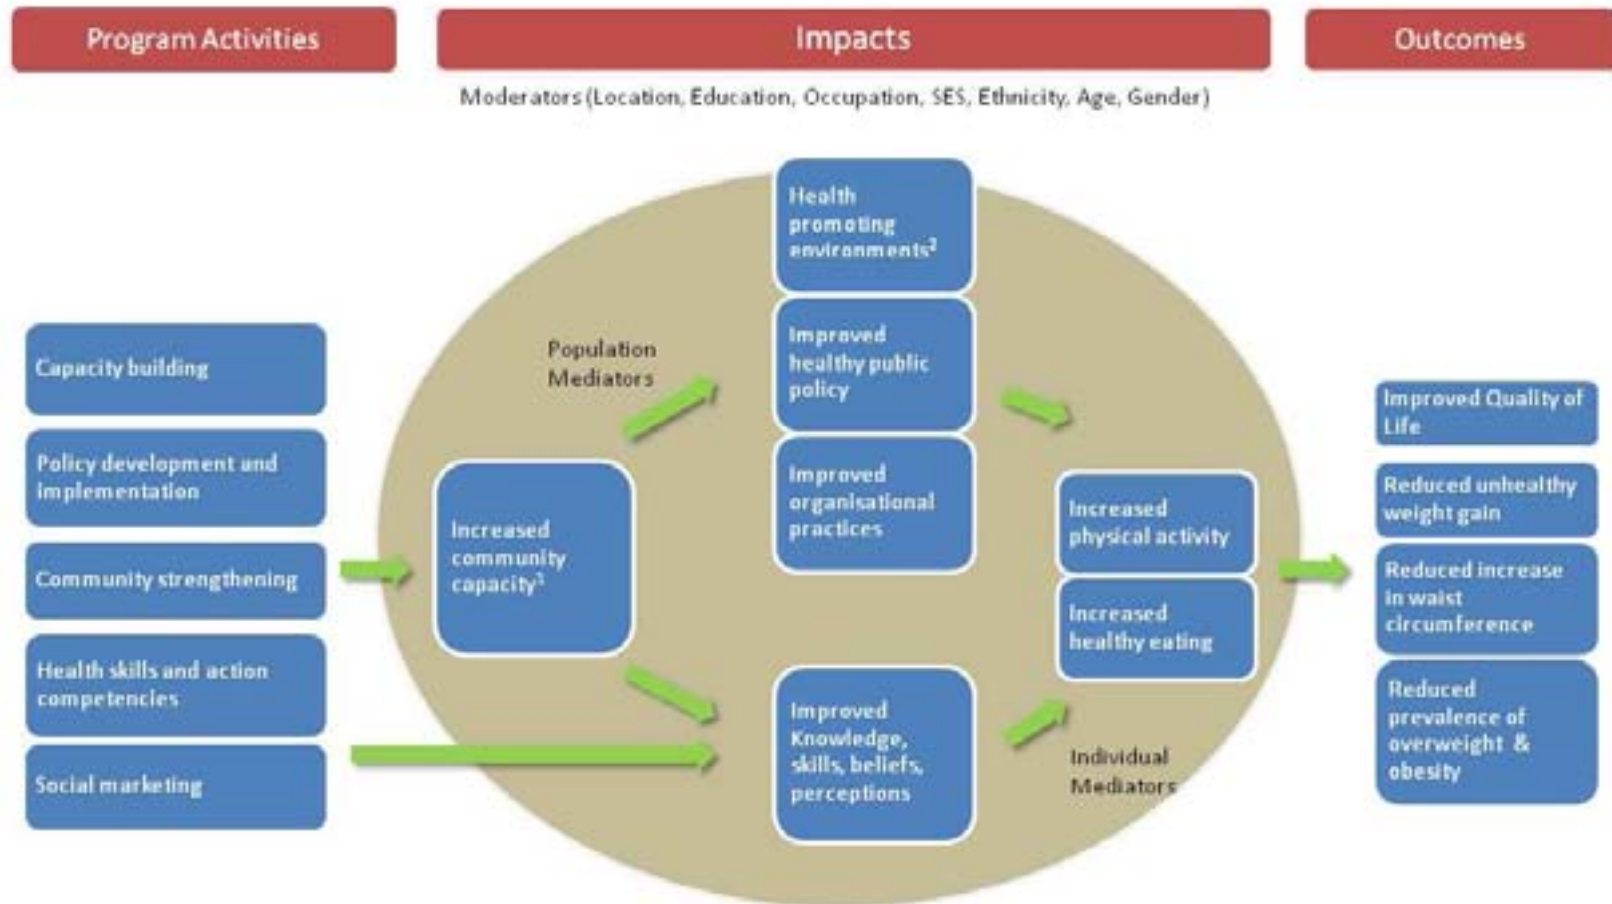 Program Activities
Impacts
Outcomes
Moderators (Location, Education, Occupation, SES, Ethnicity, Age, Gender)
Capacity building
Policy development and
implementation
Community strengthening
Health skills and action
competencies
Social marketing
Population
Mediators
Increased
community
capacity¹
Health
promoting
environments²
Improved
healthy public
policy
Improved
organisational
practices
Improved
Knowledge,
skills, beliefs,
perceptions
Increased
physical activity
Increased
healthy eating
Individual
Mediators
Improved Quality of
Life
Reduced unhealthy
weight gain
Reduced increase
in waist
circumference
Reduced
prevalence of
overweight &
obesity